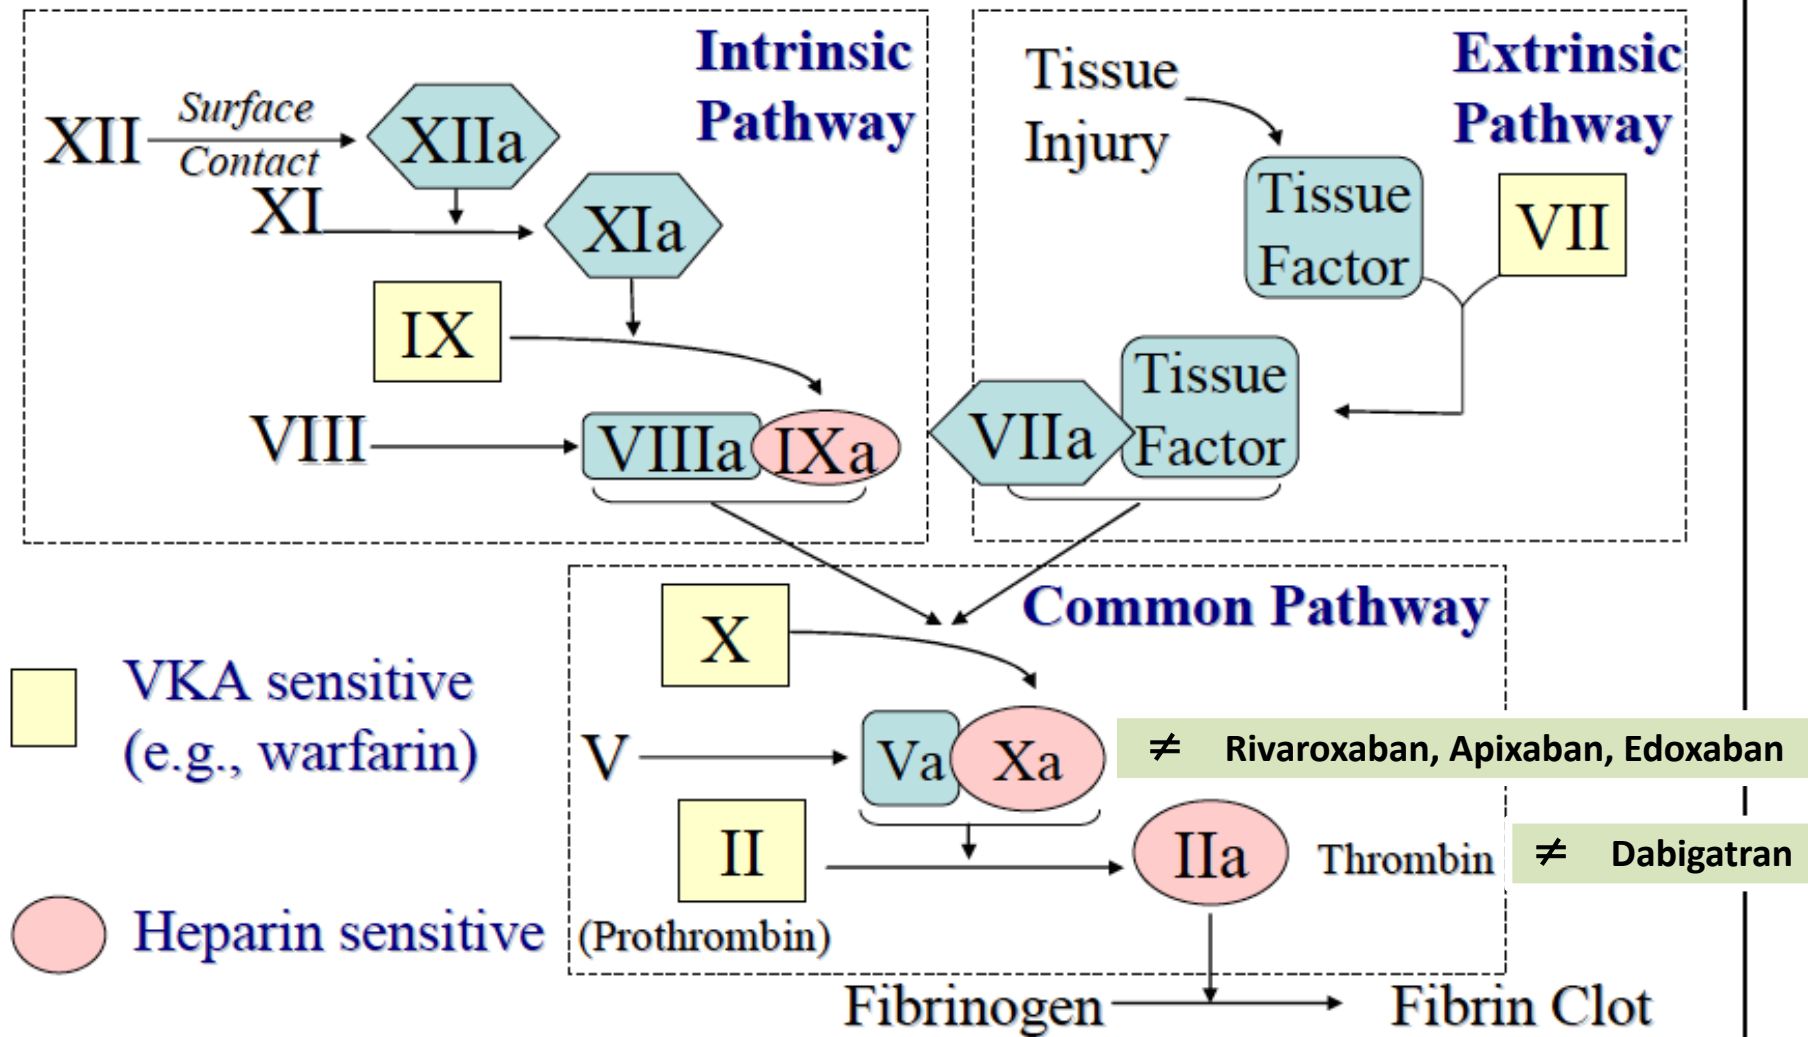 Intrinsic
Pathway
XII
Surface
Contact
XIIa
XI
XIa
IX
VIII
VIIIa
IXa
Extrinsic
Pathway
Tissue
Injury
Tissue
Factor
VII
VIIa
Tissue
Factor
Common Pathway
X
V
Va
Xa
≠ Rivaroxaban, Apixaban, Edoxaban
II
(Prothrombin)
IIa
Thrombin
≠ Dabigatran
Fibrinogen
Fibrin Clot
VKA sensitive
(e.g., warfarin)
Heparin sensitive